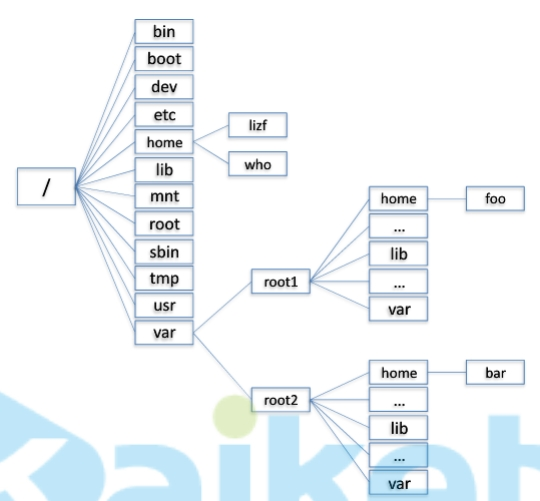 /
bin
boot
dev
etc
home
lib
mnt
root
sbin
tmp
usr
var
lizf
who
root1
root2
home
...
lib
...
var
foo
home
...
lib
...
var
bar